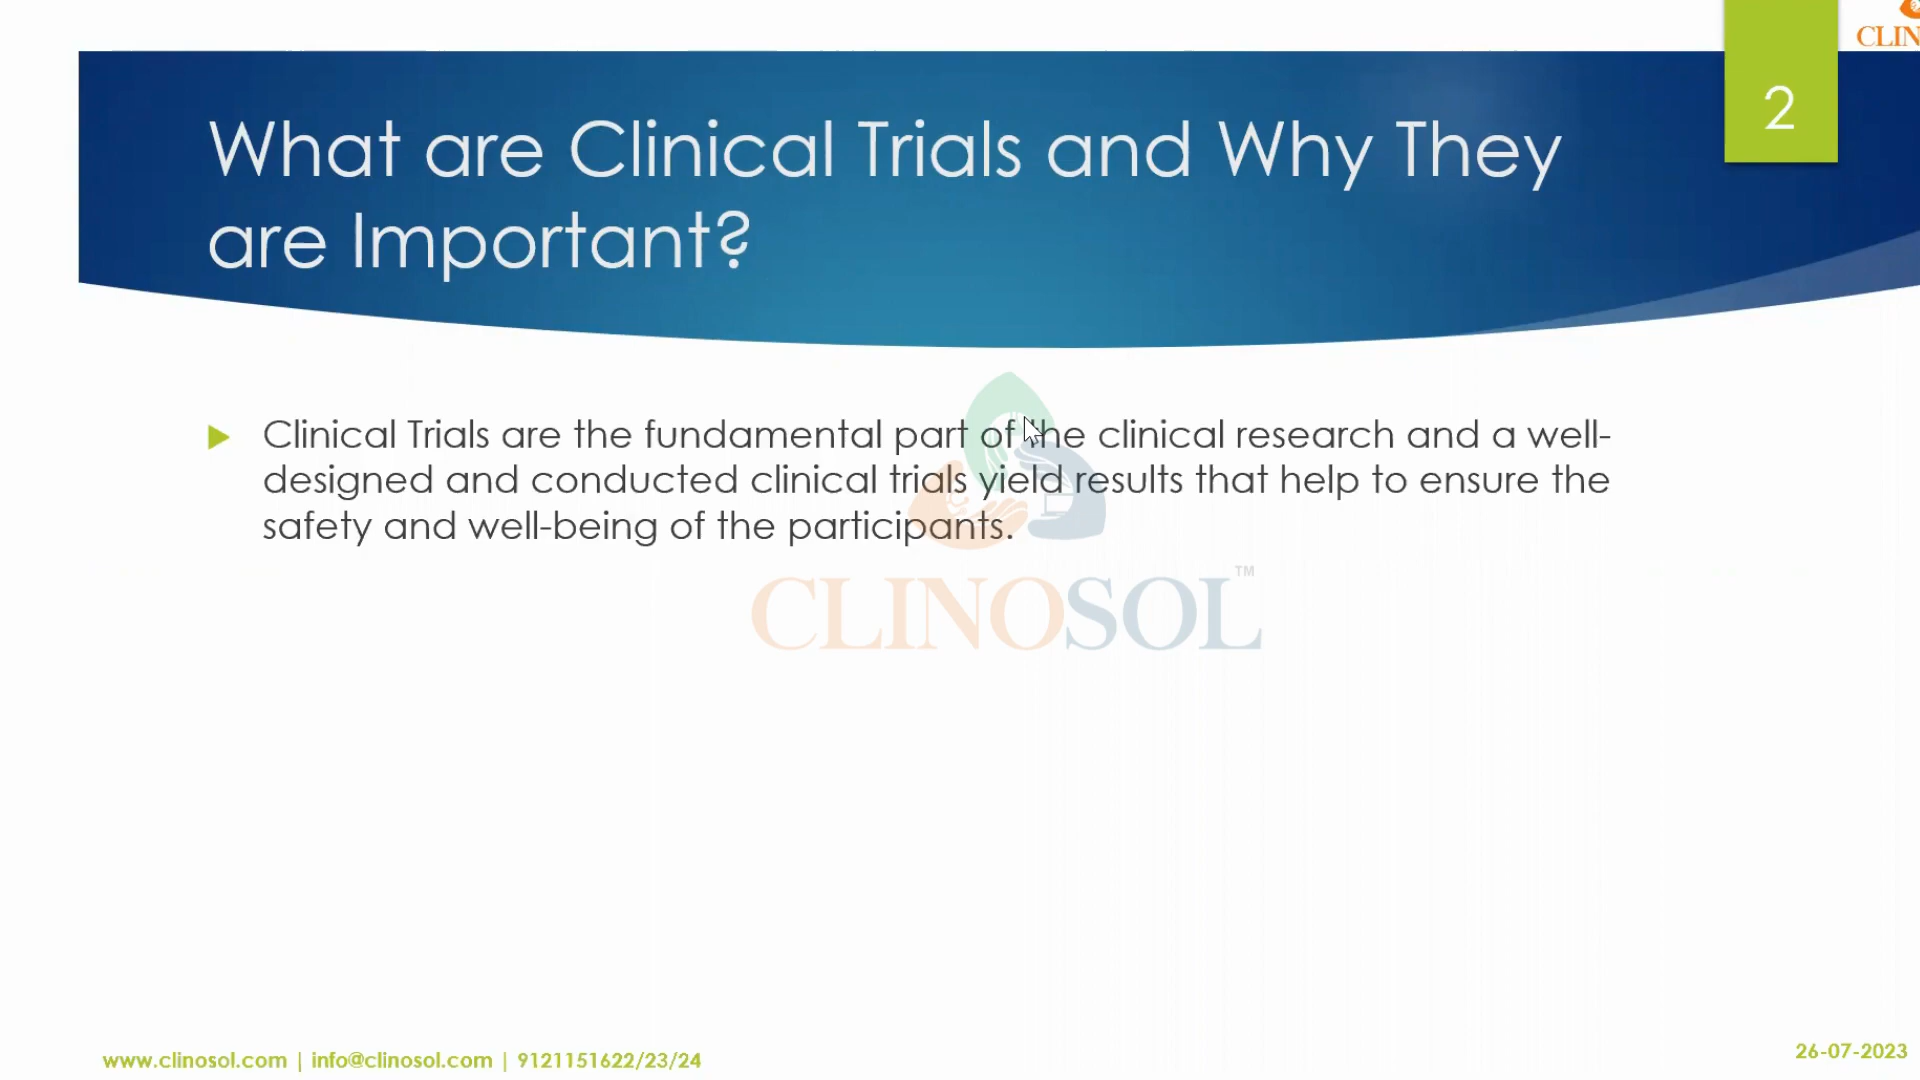 CLIN
2
What are Clinical Trials and Why They
are Important?
Clinical Trials are the fundamental part of the clinical research and a well-
designed and conducted clinical trials yield results that help to ensure the
safety and well-being of the participants.
CLINOSOL™
www.clinosol.com | info@clinosol.com | 9121151622/23/24
26-07-2023